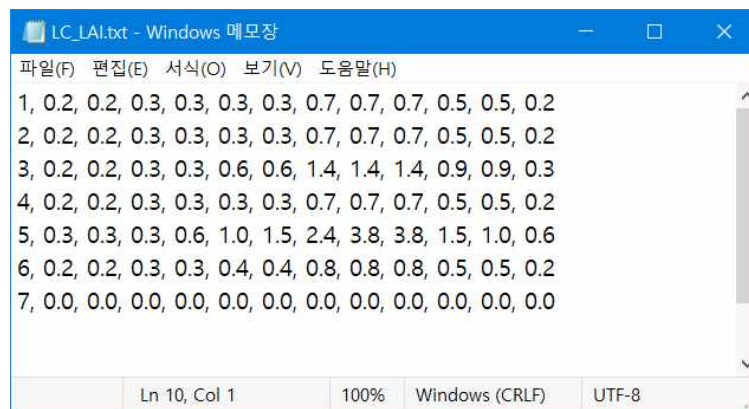 LC_LAI.txt - Windows 메모장
파일(F) 편집(E) 서식(O) 보기(V) 도움말(H)
1, 0.2, 0.2, 0.3, 0.3, 0.3, 0.3, 0.7, 0.7, 0.7, 0.5, 0.5, 0.2
2, 0.2, 0.2, 0.3, 0.3, 0.3, 0.3, 0.7, 0.7, 0.7, 0.5, 0.5, 0.2
3, 0.2, 0.2, 0.3, 0.3, 0.6, 0.6, 1.4, 1.4, 1.4, 0.9, 0.9, 0.3
4, 0.2, 0.2, 0.3, 0.3, 0.3, 0.3, 0.7, 0.7, 0.7, 0.5, 0.5, 0.2
5, 0.3, 0.3, 0.3, 0.6, 1.0, 1.5, 2.4, 3.8, 3.8, 1.5, 1.0, 0.6
6, 0.2, 0.2, 0.3, 0.3, 0.4, 0.4, 0.8, 0.8, 0.8, 0.5, 0.5, 0.2
7, 0.0, 0.0, 0.0, 0.0, 0.0, 0.0, 0.0, 0.0, 0.0, 0.0, 0.0, 0.0
Ln 10, Col 1 100% Windows (CRLF) UTF-8